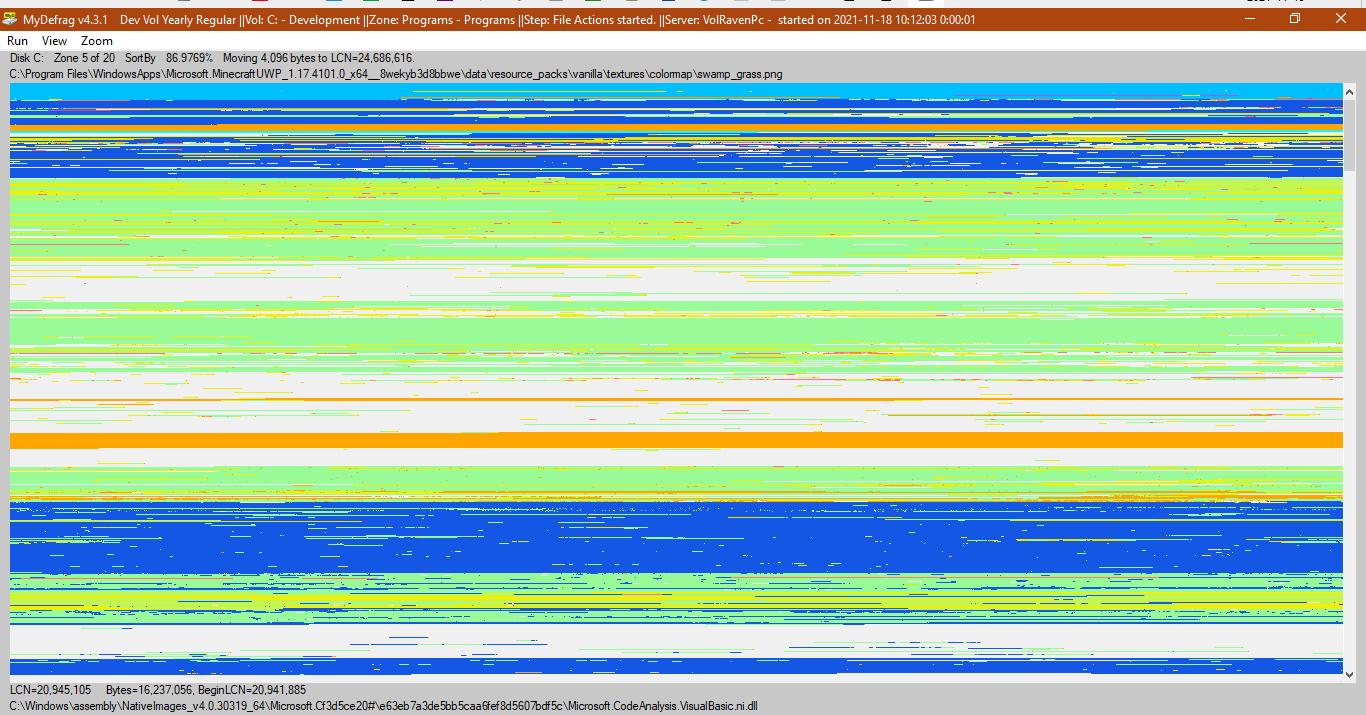 MyDefrag v4.3.1 Dev Vol Yearly Regular ||Vol: C: - Development ||Zone: Programs - Programs ||Step: File Actions started. ||Server: VolRavenPc - started on 2021-11-18 10:12:03 0:00:01
Run View Zoom
Disk C: Zone 5 of 20 SortBy 86.9769% Moving 4,096 bytes to LCN=24,686,616.
C:\Program Files\WindowsApps\Microsoft.MinecraftUWP_1.17.4101.0_x64__8wekyb3d8bbwe\data\resource_packs\vanilla\textures\colormap\swamp_grass.png
LCN=20,945,105 Bytes=16,237,056, BeginLCN=20,941,885
C:\Windows\assembly\NativeImages_v4.0.30319_64\Microsoft.Cf3d5ce20#\e63eb7a3de5bb5caa6fef8d5607bdf5c\Microsoft.CodeAnalysis.VisualBasic.ni.dll